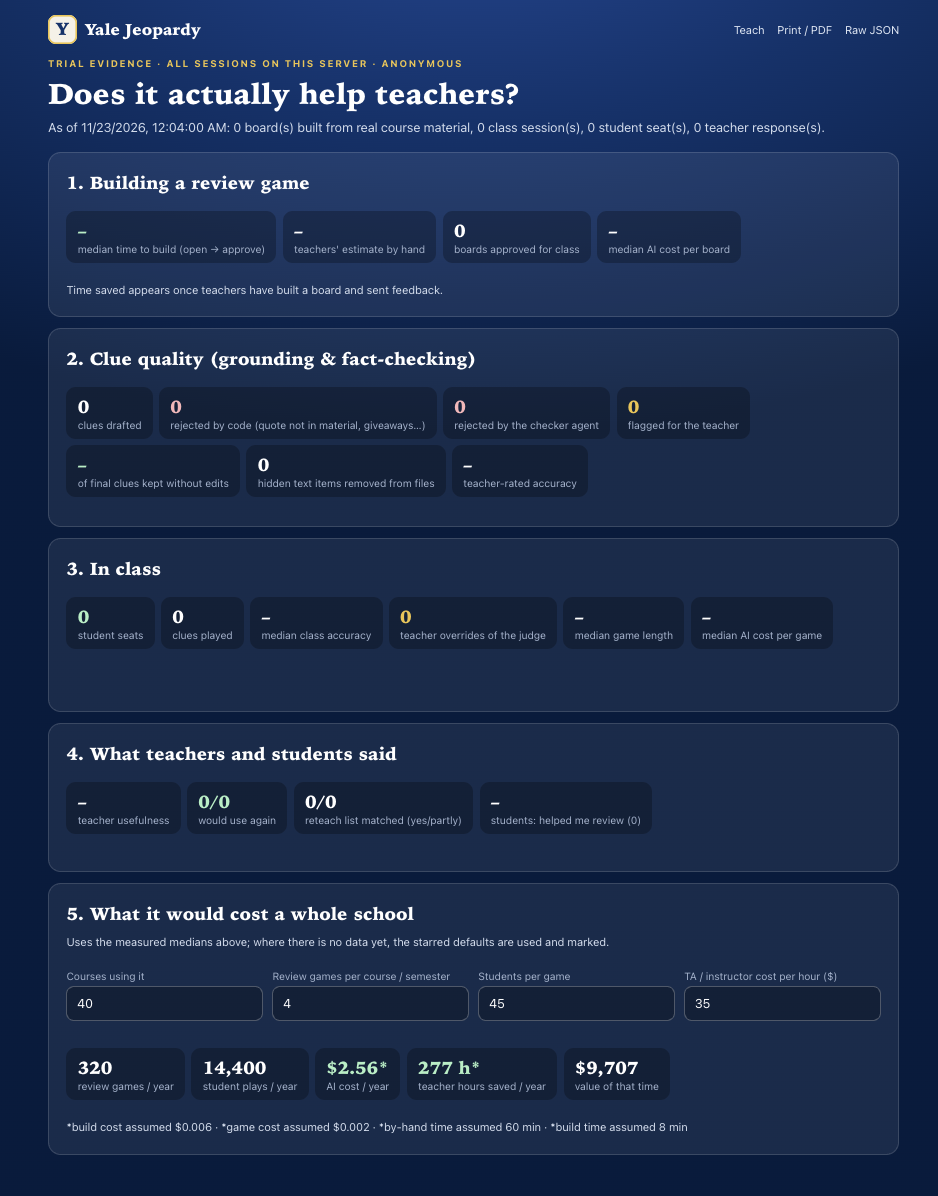 Y Yale Jeopardy
Teach Print / PDF Raw JSON
TRIAL EVIDENCE · ALL SESSIONS ON THIS SERVER · ANONYMOUS
Does it actually help teachers?
As of 11/23/2026, 12:04:00 AM: 0 board(s) built from real course material, 0 class session(s), 0 student seat(s), 0 teacher response(s).
1. Building a review game
– – 0 –
median time to build (open → approve) teachers' estimate by hand boards approved for class median AI cost per board
Time saved appears once teachers have built a board and sent feedback.
2. Clue quality (grounding & fact-checking)
0 0 0 0
clues drafted rejected by code (quote not in material, giveaways…) rejected by the checker agent flagged for the teacher
– 0 –
of final clues kept without edits hidden text items removed from files teacher-rated accuracy
3. In class
0 0 – 0 – –
student seats clues played median class accuracy teacher overrides of the judge median game length median AI cost per game
4. What teachers and students said
– 0/0 0/0 –
teacher usefulness would use again reteach list matched (yes/partly) students: helped me review (0)
5. What it would cost a whole school
Uses the measured medians above; where there is no data yet, the starred defaults are used and marked.
Courses using it Review games per course / semester Students per game TA / instructor cost per hour ($)
40 4 45 35
320 14,400 $2.56* 277 h* $9,707
review games / year student plays / year AI cost / year teacher hours saved / year value of that time
*build cost assumed $0.006 · *game cost assumed $0.002 · *by-hand time assumed 60 min · *build time assumed 8 min